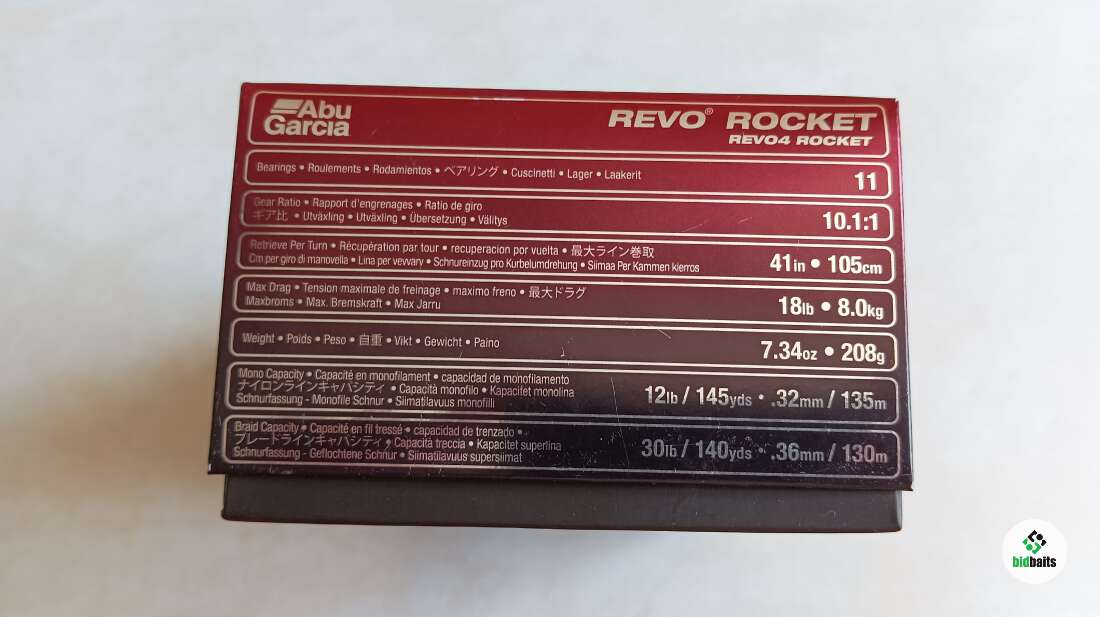 Abu Garcia
REVO® ROCKET
REVO4 ROCKET
Bearings • Roulements • Rodamientos • ベアリング • Cuscinetti • Lager • Laakerit
11
Gear Ratio • Rapport d'engrenages • Ratio de giro
ギア比 • Utväxling • Utväxling • Übersetzung • Välitys
10.1:1
Retrieve Per Turn • Récupération par tour • recuperacion por vuelta • 最大ライン巻取
Cm per giro di manovella • Lina per vevvary • Schnureinzug pro Kurbelumdrehung • Siimaa Per Kammen kierros
41in • 105cm
Max Drag • Tension maximale de freinage • maximo freno • 最大ドラグ
Maxbroms • Max. Bremskraft • Max Jarru
18lb • 8.0kg
Weight • Poids • Peso • 自重 • Vikt • Gewicht • Paino
7.34oz • 208g
Mono Capacity • Capacité en monofilament • capacidad de monofilamento
ナイロンラインキャパシティ • Capacità monofilo • Kapacitet monolina
Schnurfassung - Monofile Schnur • Siimatilavuus monofilli
12lb / 145yds • .32mm / 135m
Braid Capacity • Capacité en fil tressé • capacidad de trenzado •
ブレードラインキャパシティ • Capacità treccia • Kapacitet superlina
Schnurfassung - Geflochtene Schnur • Siimatilavuus supersiimat
30lb / 140yds • .36mm / 130m
bidbaits